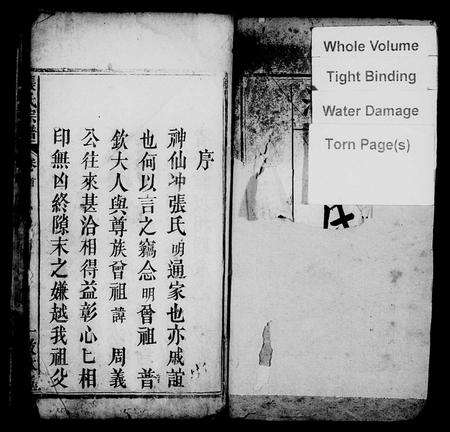 Whole Volume
Tight Binding
Water Damage
Torn Page(s)
序
神仙冲張氏明通家也亦戚誼
也何以言之竊念明曾祖 普
欽大人與尊族曾祖諱 周義
公往來甚洽相得益彰心匕相
印無凶終隙末之嫌越我祖父